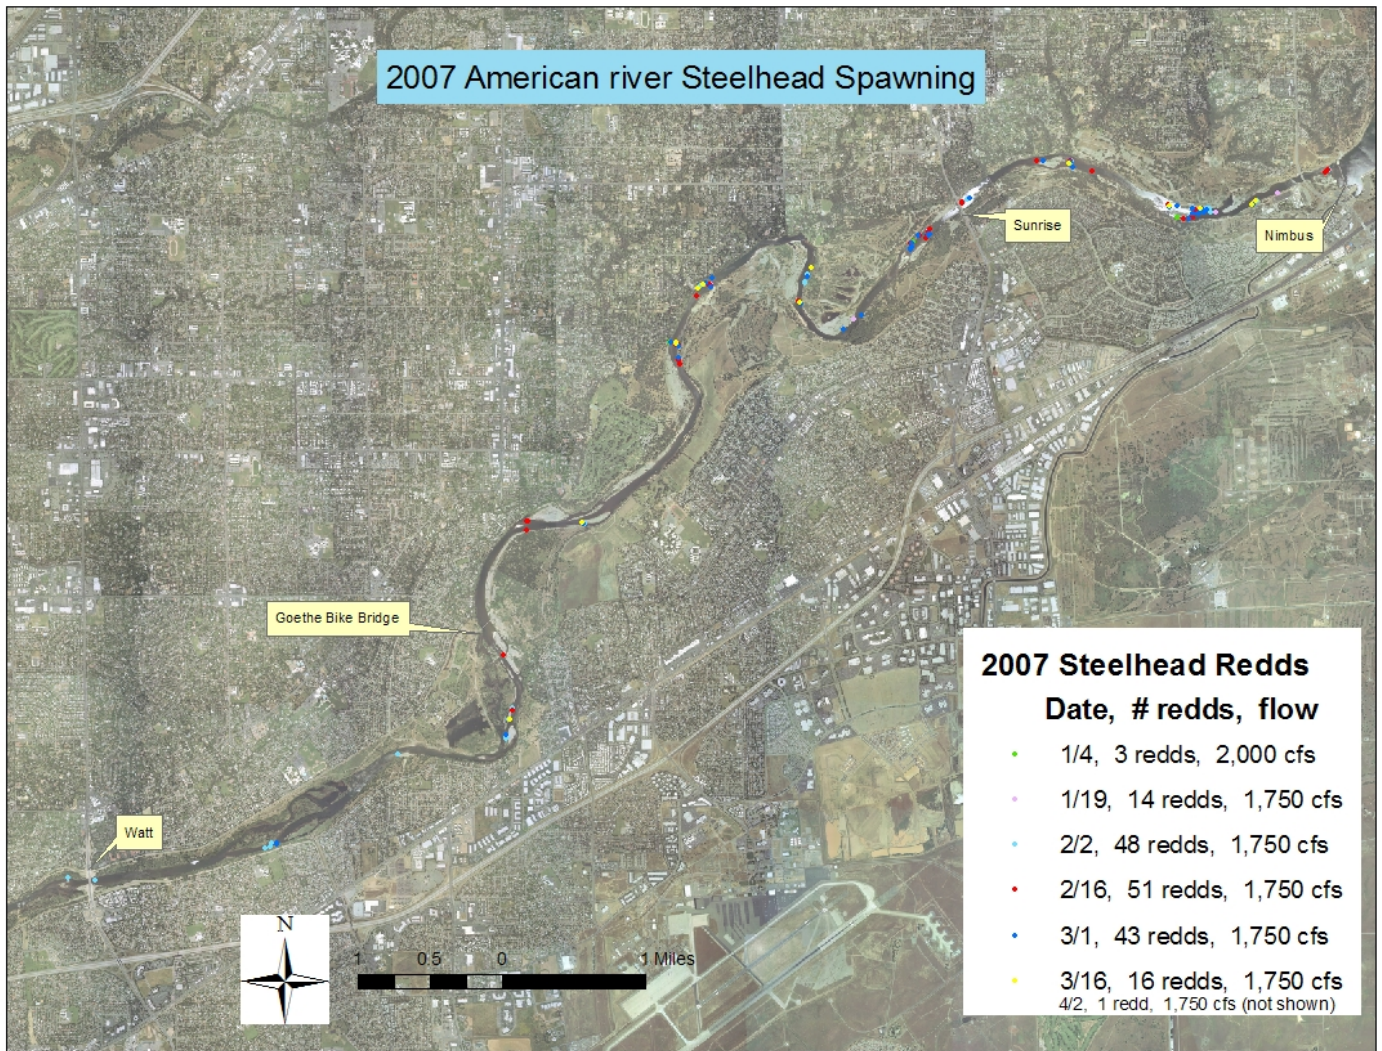 2007 American river Steelhead Spawning
Sunrise
Nimbus
Goethe Bike Bridge
Watt
N
1 0.5 0 1 Miles
2007 Steelhead Redds
Date, # redds, flow
1/4, 3 redds, 2,000 cfs
1/19, 14 redds, 1,750 cfs
2/2, 48 redds, 1,750 cfs
2/16, 51 redds, 1,750 cfs
3/1, 43 redds, 1,750 cfs
3/16, 16 redds, 1,750 cfs
4/2, 1 redd, 1,750 cfs (not shown)